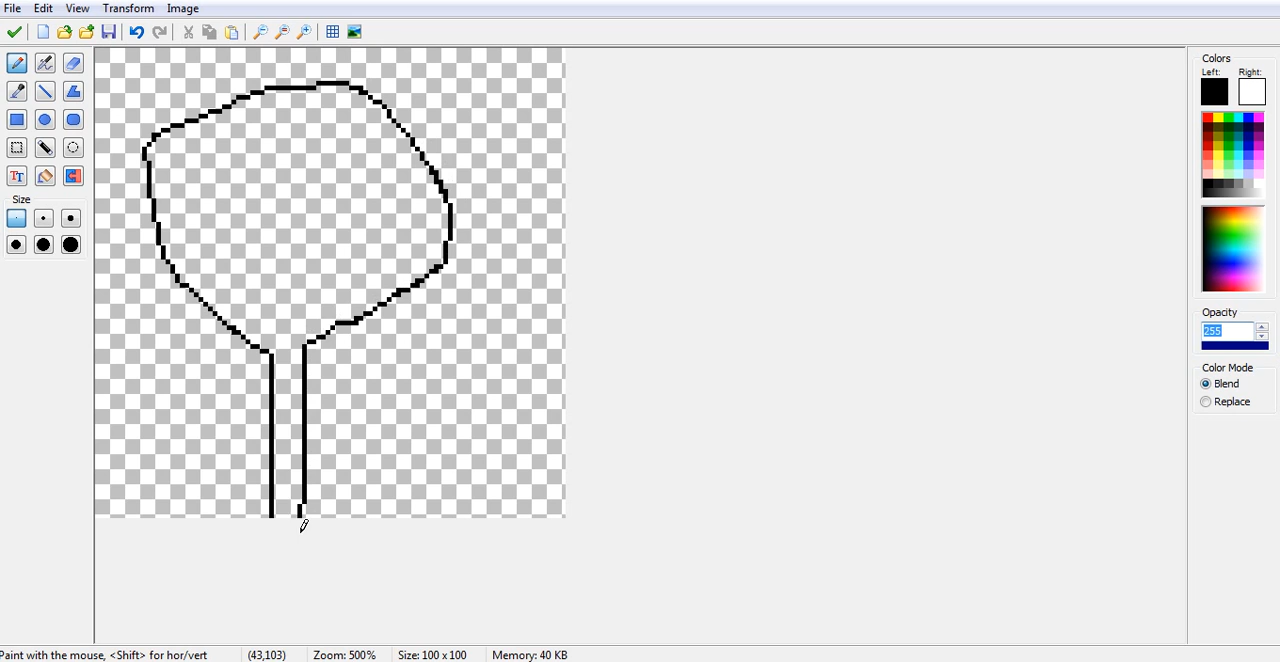 File Edit View Transform Image
Colors
Left: Right:
Size
Opacity
255
Color Mode
Blend
Replace
Paint with the mouse, <Shift> for hor/vert (43,103) Zoom: 500% Size: 100 x 100 Memory: 40 KB